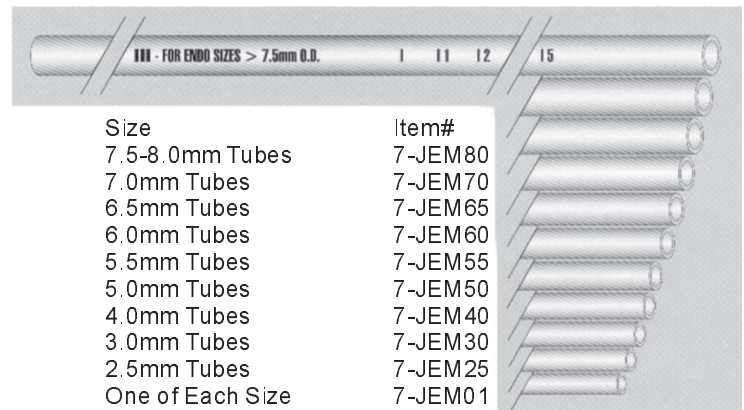 III - FOR ENDO SIZES > 7.5mm O.D. I I 1 I 2 I 5
Size Item#
7.5-8.0mm Tubes 7-JEM80
7.0mm Tubes 7-JEM70
6.5mm Tubes 7-JEM65
6.0mm Tubes 7-JEM60
5.5mm Tubes 7-JEM55
5.0mm Tubes 7-JEM50
4.0mm Tubes 7-JEM40
3.0mm Tubes 7-JEM30
2.5mm Tubes 7-JEM25
One of Each Size 7-JEM01